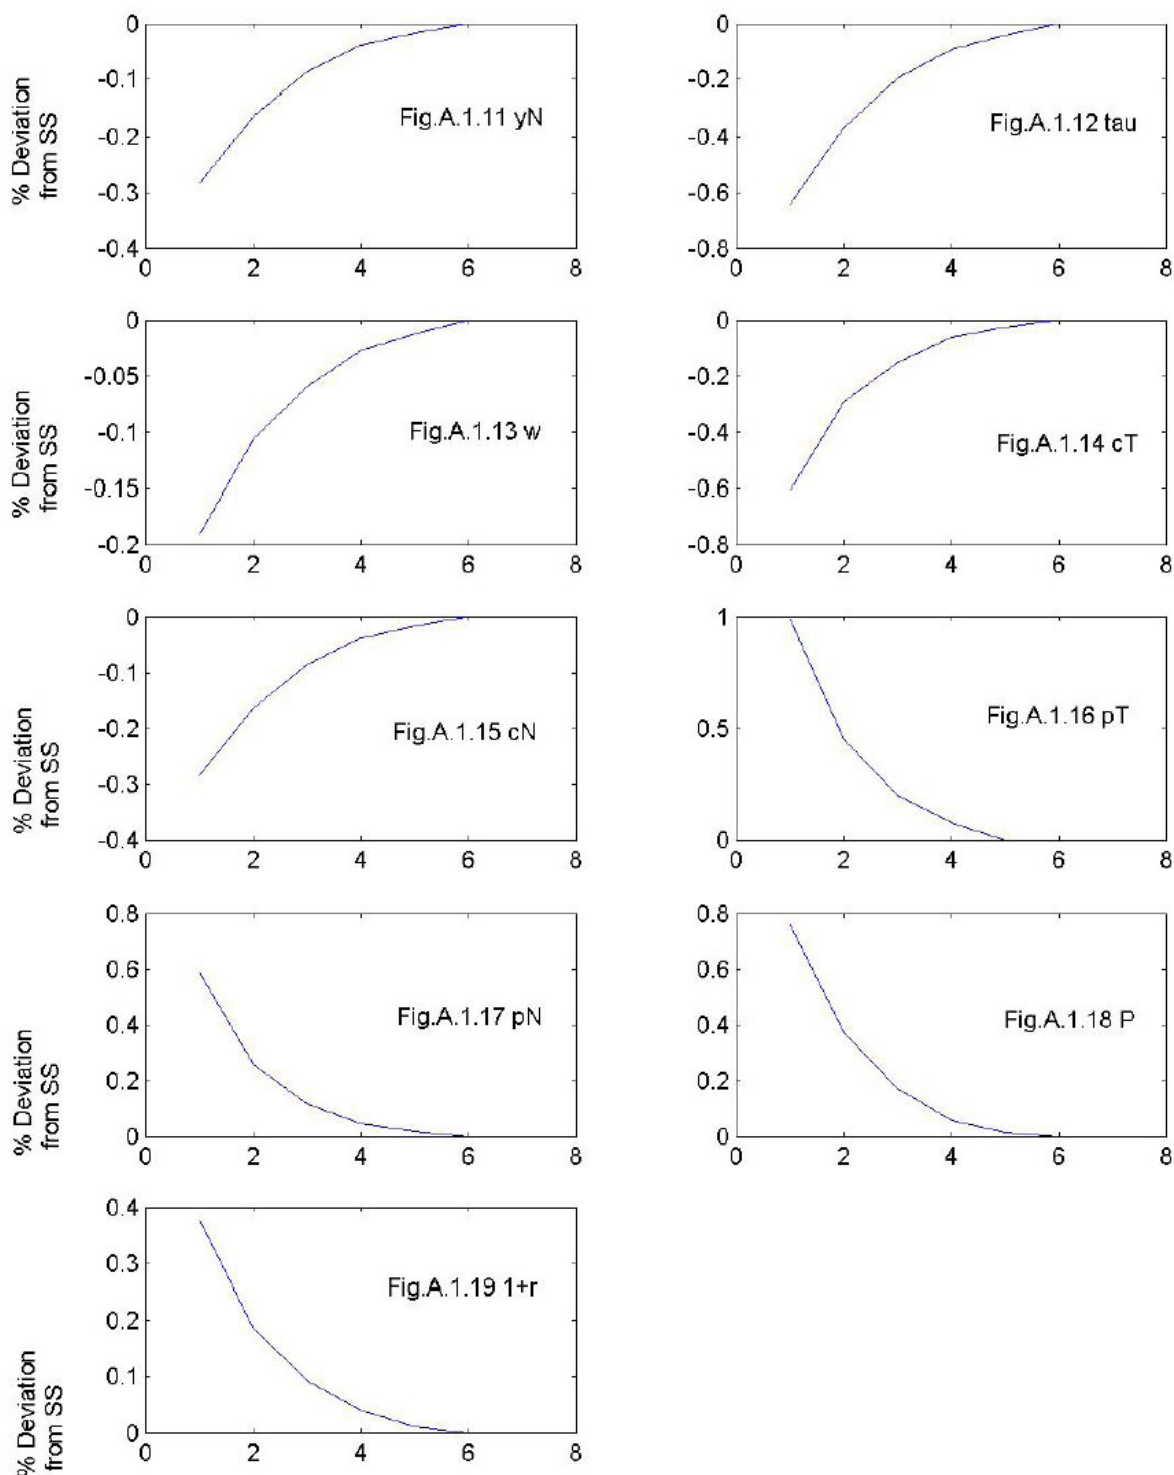 0
-0.1
-0.2
-0.3
-0.4
0 2 4 6 8
% Deviation
from SS
Fig.A.1.11 yN
0
-0.2
-0.4
-0.6
-0.8
0 2 4 6 8
Fig.A.1.12 tau
0
-0.05
-0.1
-0.15
-0.2
0 2 4 6 8
% Deviation
from SS
Fig.A.1.13 w
0
-0.2
-0.4
-0.6
-0.8
0 2 4 6 8
Fig.A.1.14 cT
0
-0.1
-0.2
-0.3
-0.4
0 2 4 6 8
% Deviation
from SS
Fig.A.1.15 cN
1
0.5
0
0 2 4 6 8
Fig.A.1.16 pT
0.8
0.6
0.4
0.2
0
0 2 4 6 8
% Deviation
from SS
Fig.A.1.17 pN
0.8
0.6
0.4
0.2
0
0 2 4 6 8
Fig.A.1.18 P
0.4
0.3
0.2
0.1
0
0 2 4 6 8
% Deviation
from SS
Fig.A.1.19 1+r